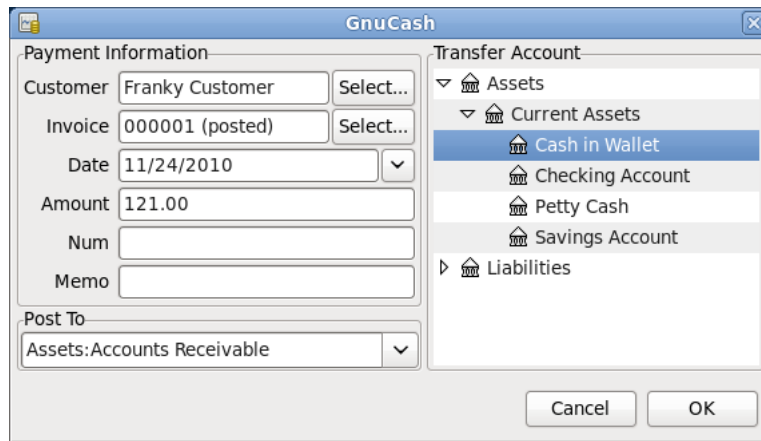 GnuCash
Payment Information
Customer Franky Customer Select...
Invoice 000001 (posted) Select...
Date 11/24/2010
Amount 121.00
Num
Memo
Post To
Assets:Accounts Receivable
Transfer Account
Assets
Current Assets
Cash in Wallet
Checking Account
Petty Cash
Savings Account
Liabilities
Cancel OK